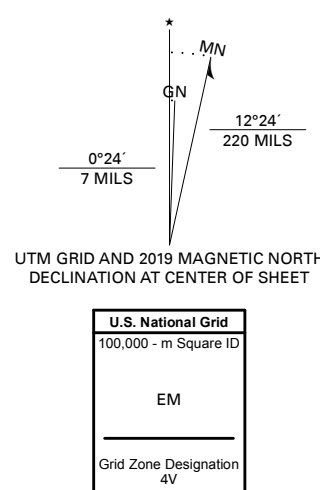 ★
MN
GN
12°24´
220 MILS
0°24´
7 MILS
UTM GRID AND 2019 MAGNETIC NORTH
DECLINATION AT CENTER OF SHEET
U.S. National Grid
100,000 - m Square ID
EM
Grid Zone Designation
4V